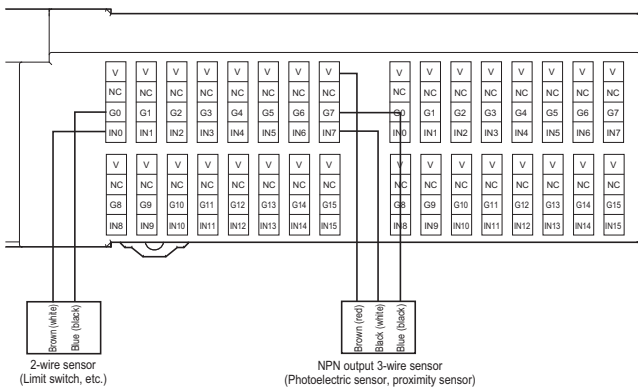 V V V V V V V V V V V V V V V V
NC NC NC NC NC NC NC NC NC NC NC NC NC NC NC NC
G0 G1 G2 G3 G4 G5 G6 G7 G0 G1 G2 G3 G4 G5 G6 G7
IN0 IN1 IN2 IN3 IN4 IN5 IN6 IN7 IN0 IN1 IN2 IN3 IN4 IN5 IN6 IN7
V V V V V V V V V V V V V V V V
NC NC NC NC NC NC NC NC NC NC NC NC NC NC NC NC
G8 G9 G10 G11 G12 G13 G14 G15 G8 G9 G10 G11 G12 G13 G14 G15
IN8 IN9 IN10 IN11 IN12 IN13 IN14 IN15 IN8 IN9 IN10 IN11 IN12 IN13 IN14 IN15
Brown (white)
Blue (black)
2-wire sensor
(Limit switch, etc.)
Brown (red)
Black (white)
Blue (black)
NPN output 3-wire sensor
(Photoelectric sensor, proximity sensor)